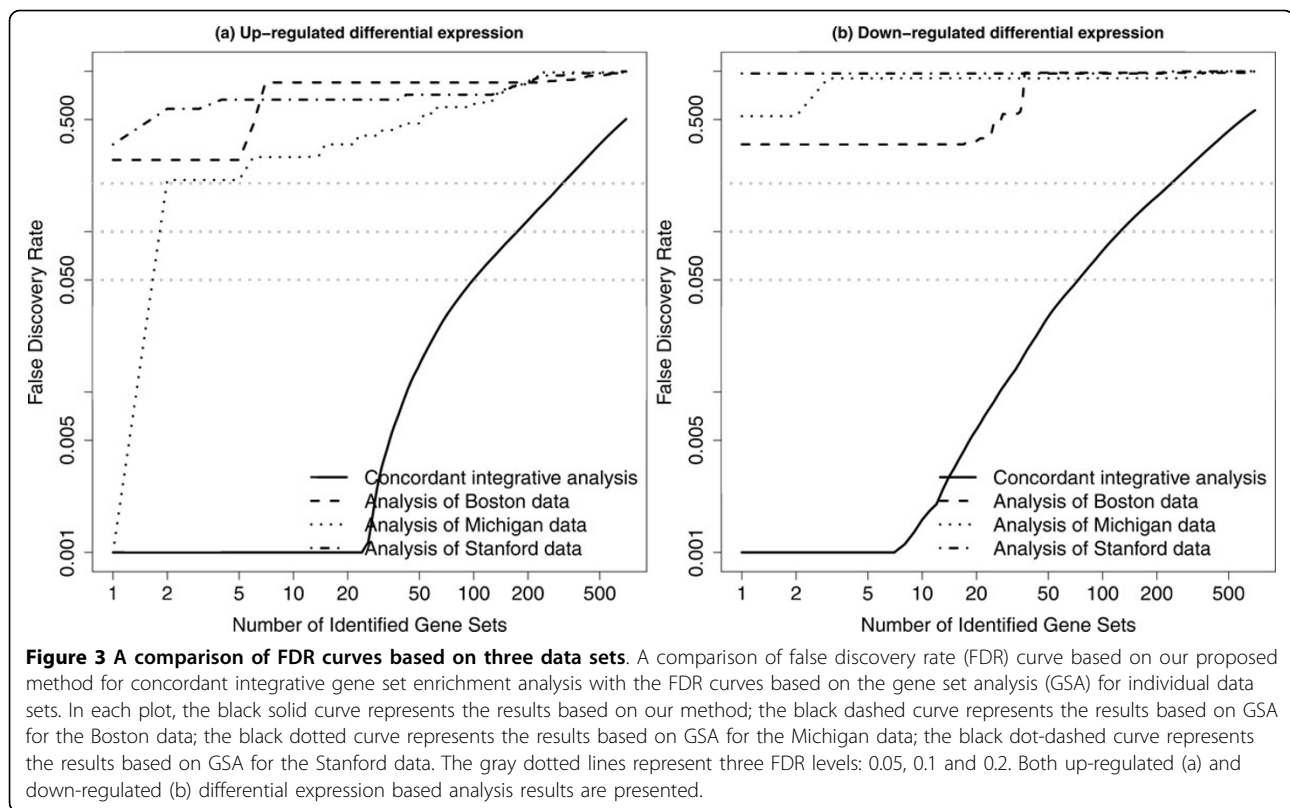 (a) Up−regulated differential expression
False Discovery Rate
0.500
0.050
0.005
0.001
Concordant integrative analysis
Analysis of Boston data
Analysis of Michigan data
Analysis of Stanford data
1 2 5 10 20 50 100 200 500
Number of Identified Gene Sets
(b) Down−regulated differential expression
False Discovery Rate
0.500
0.050
0.005
0.001
Concordant integrative analysis
Analysis of Boston data
Analysis of Michigan data
Analysis of Stanford data
1 2 5 10 20 50 100 200 500
Number of Identified Gene Sets
Figure 3 A comparison of FDR curves based on three data sets. A comparison of false discovery rate (FDR) curve based on our proposed
method for concordant integrative gene set enrichment analysis with the FDR curves based on the gene set analysis (GSA) for individual data
sets. In each plot, the black solid curve represents the results based on our method; the black dashed curve represents the results based on GSA
for the Boston data; the black dotted curve represents the results based on GSA for the Michigan data; the black dot-dashed curve represents
the results based on GSA for the Stanford data. The gray dotted lines represent three FDR levels: 0.05, 0.1 and 0.2. Both up-regulated (a) and
down-regulated (b) differential expression based analysis results are presented.